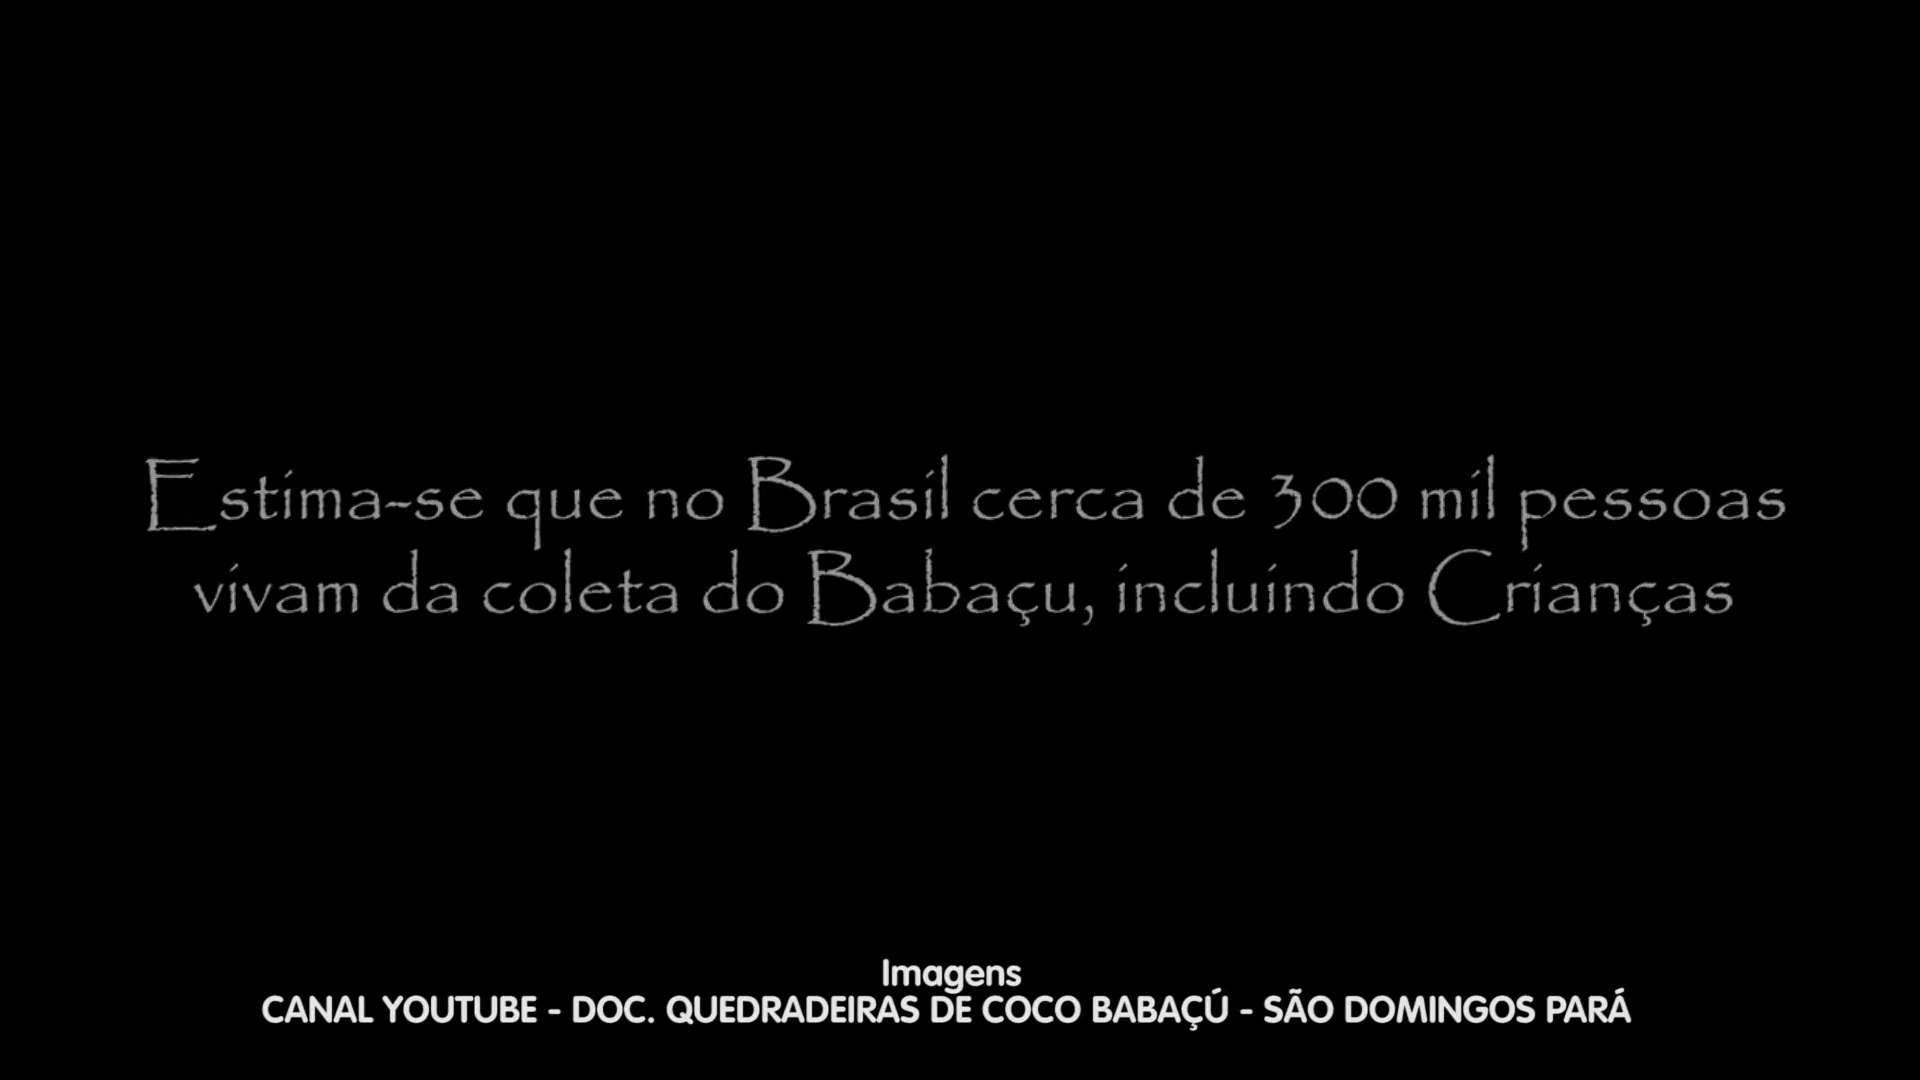 Estima-se que no Brasil cerca de 300 mil pessoas
vivam da coleta do Babaçu, incluindo Crianças
Imagens
CANAL YOUTUBE - DOC. QUEDRADEIRAS DE COCO BABAÇÚ - SÃO DOMINGOS PARÁ